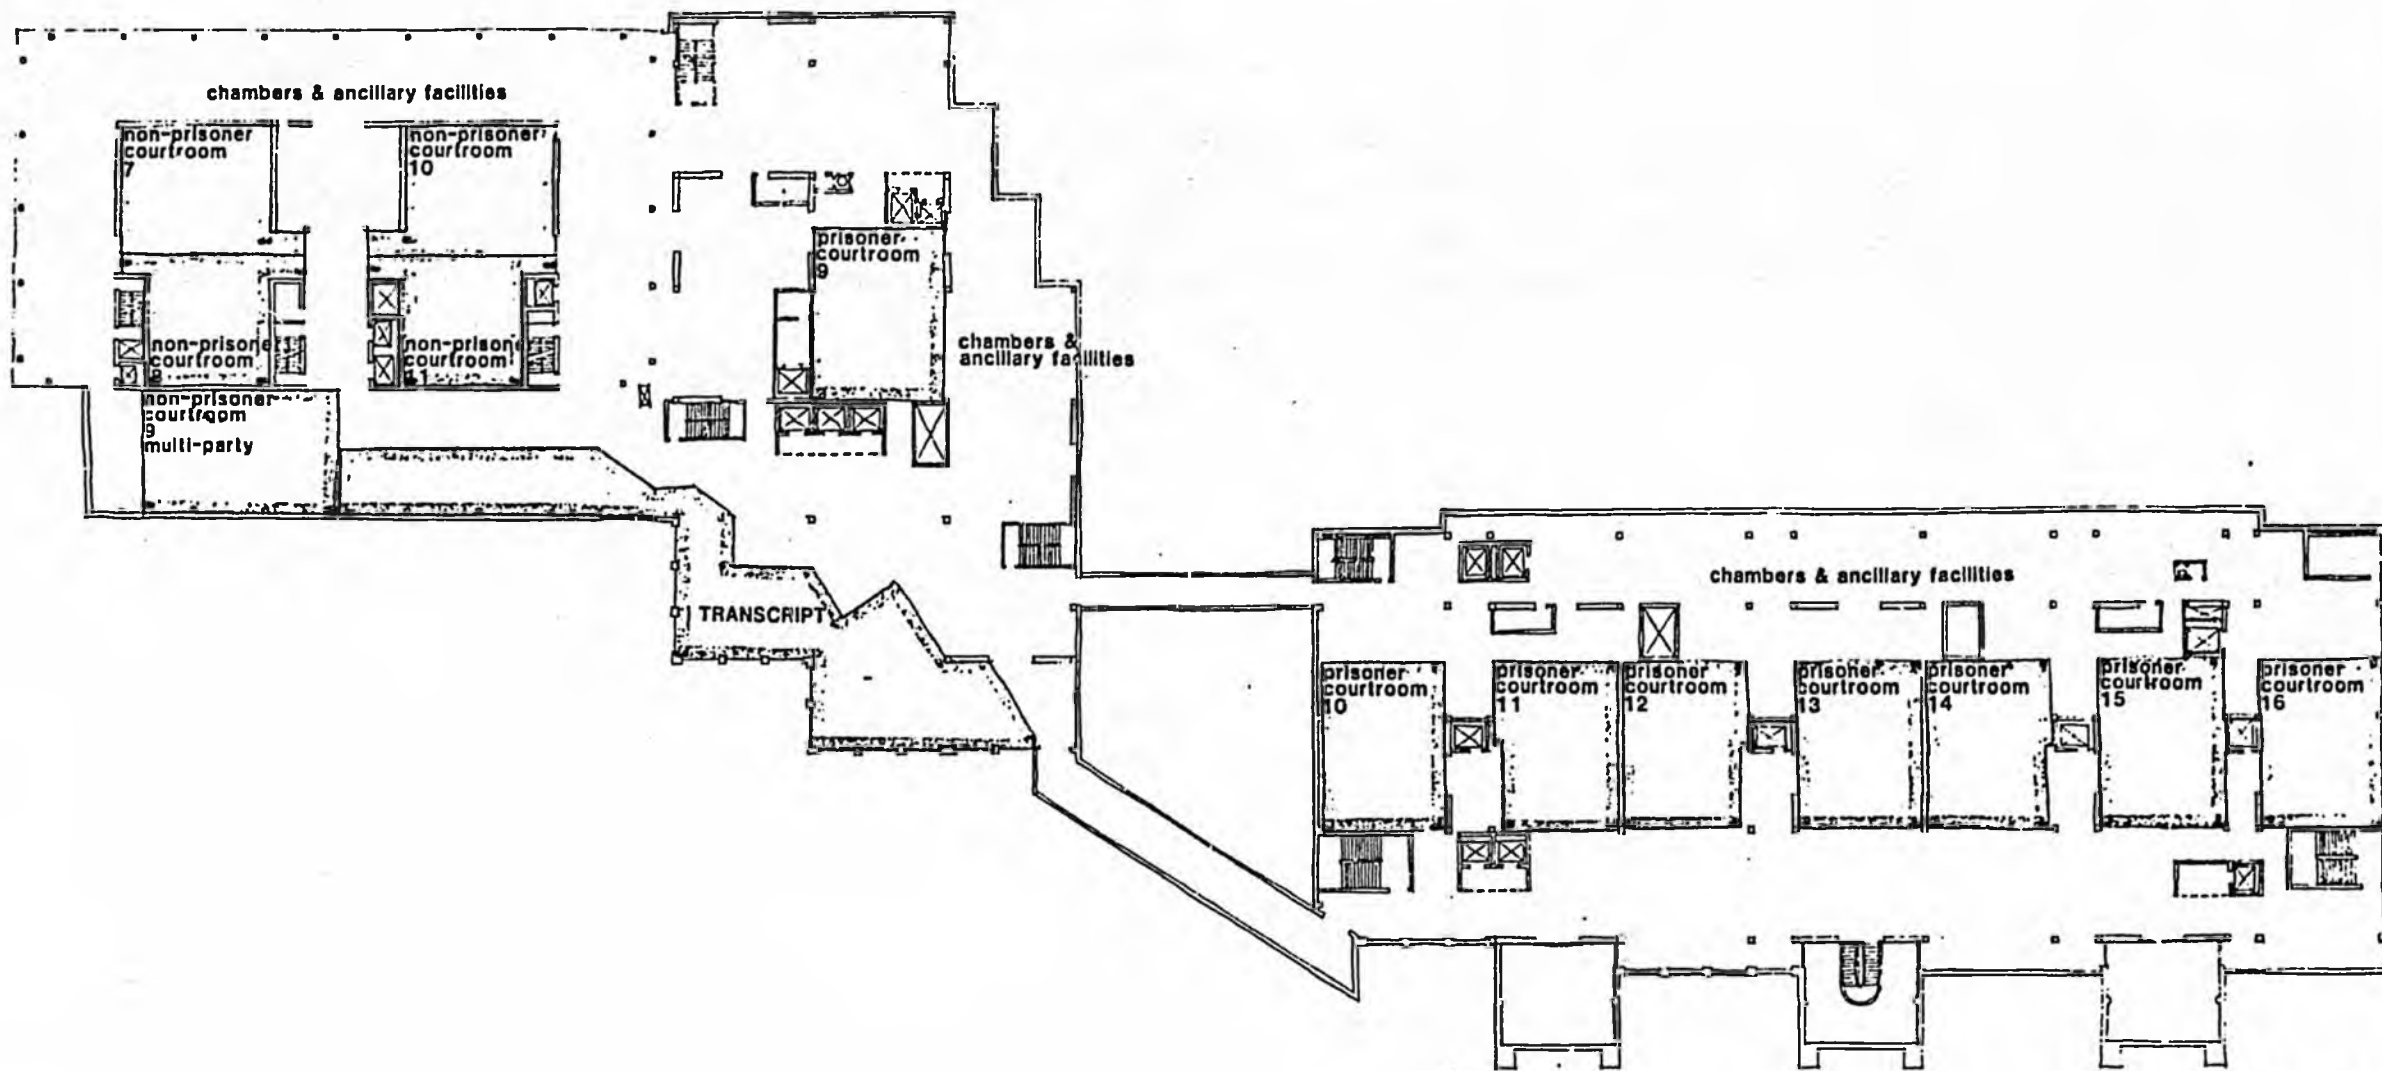 chambers & ancillary facilities
non-prisoner
courtroom
7
non-prisoner
courtroom
10
non-prisone
courtroom
non-prison
courtroom
non-prisoner
courtroom
9
multi-party
prisoner
courtroom
9
chambers &
ancillary facilities
TRANSCRIPT
chambers & ancillary facilities
prisoner
courtroom
10
prisoner
courtroom
11
prisoner
courtroom
12
prisoner
courtroom
13
prisoner
courtroom
14
prisoner
courtroom
15
prisoner
courtroom
16